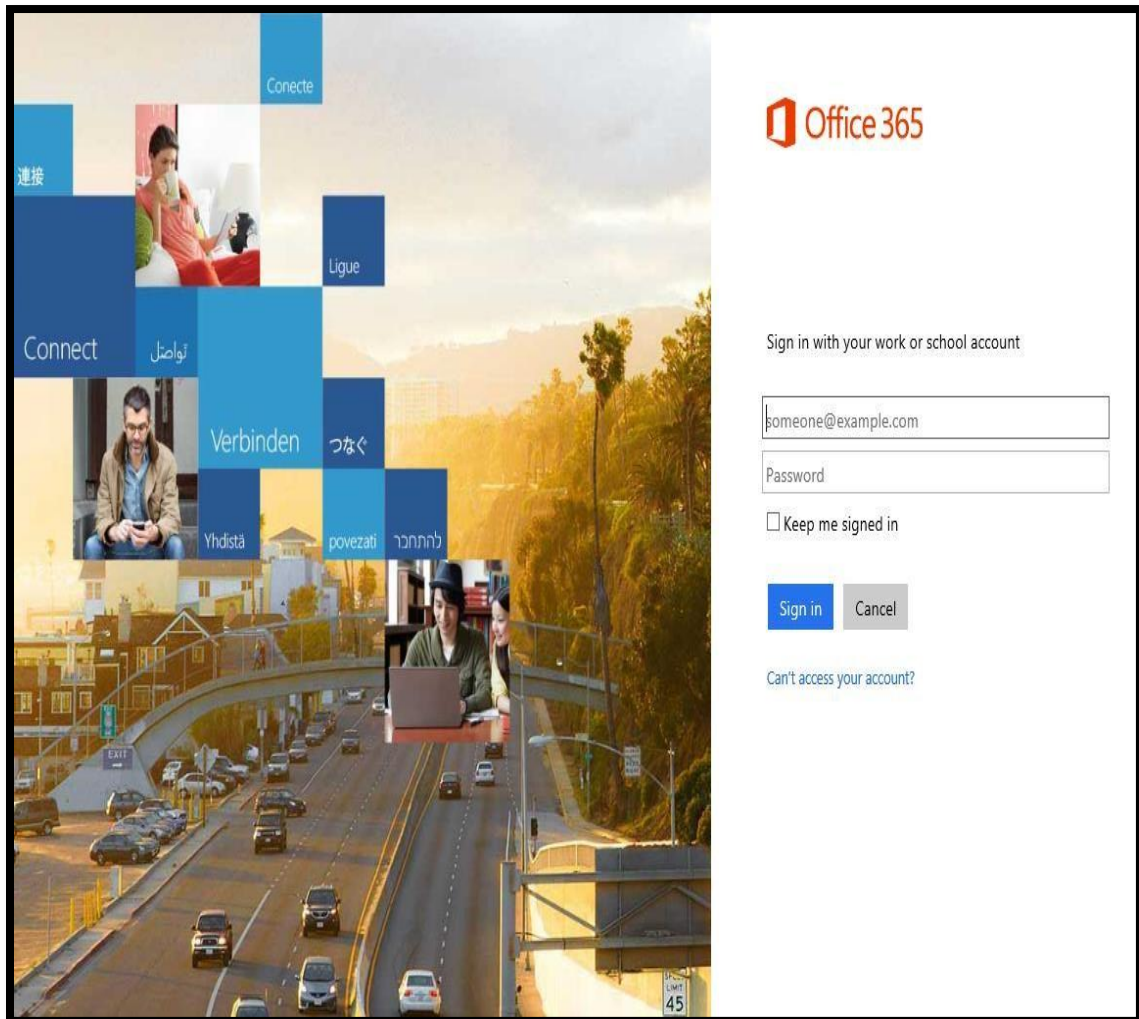 Conecte
連接
Ligue
Connect
تواصل
Verbinden
つなぐ
Yhdistä
povezati
להתחבר
EXIT
LIMIT
45
Office 365
Sign in with your work or school account
someone@example.com
Password
Keep me signed in
Sign in
Cancel
Can't access your account?